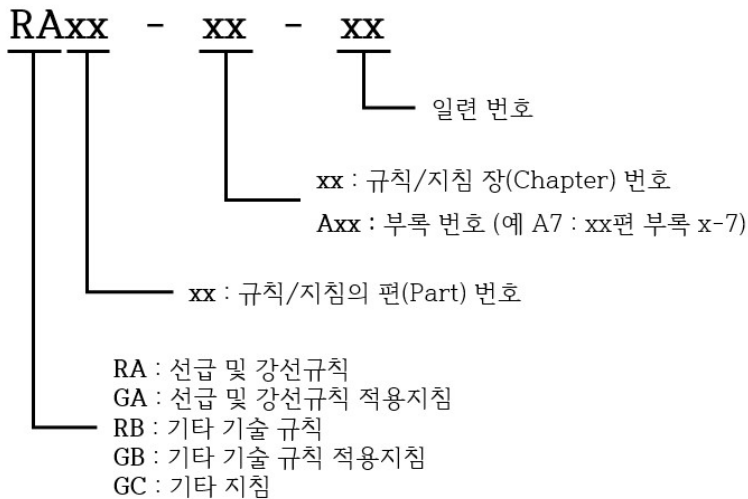 RAxx - xx - xx
일련 번호
xx : 규칙/지침 장(Chapter) 번호
Axx : 부록 번호 (예 A7 : xx편 부록 x-7)
xx : 규칙/지침의 편(Part) 번호
RA : 선급 및 강선규칙
GA : 선급 및 강선규칙 적용지침
RB : 기타 기술 규칙
GB : 기타 기술 규칙 적용지침
GC : 기타 지침